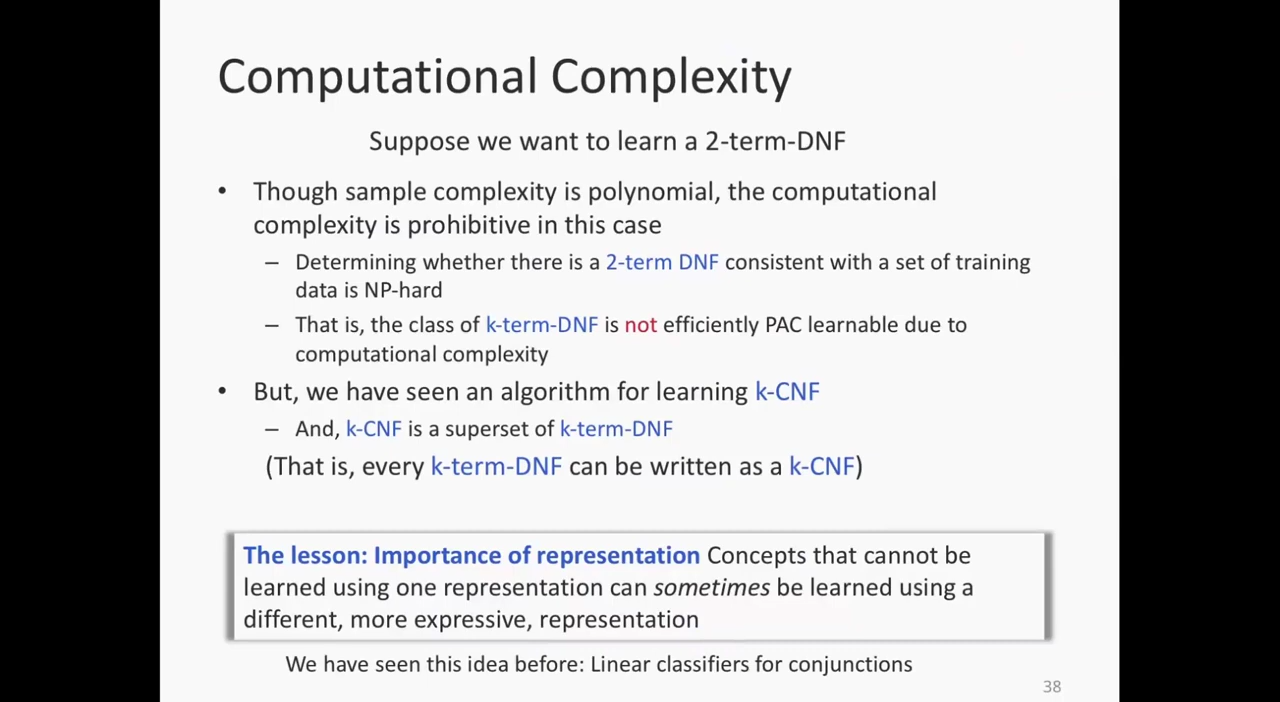 Computational Complexity
Suppose we want to learn a 2-term-DNF
• Though sample complexity is polynomial, the computational
complexity is prohibitive in this case
– Determining whether there is a 2-term DNF consistent with a set of training
data is NP-hard
– That is, the class of k-term-DNF is not efficiently PAC learnable due to
computational complexity
• But, we have seen an algorithm for learning k-CNF
– And, k-CNF is a superset of k-term-DNF
(That is, every k-term-DNF can be written as a k-CNF)
The lesson: Importance of representation Concepts that cannot be
learned using one representation can sometimes be learned using a
different, more expressive, representation
We have seen this idea before: Linear classifiers for conjunctions
38